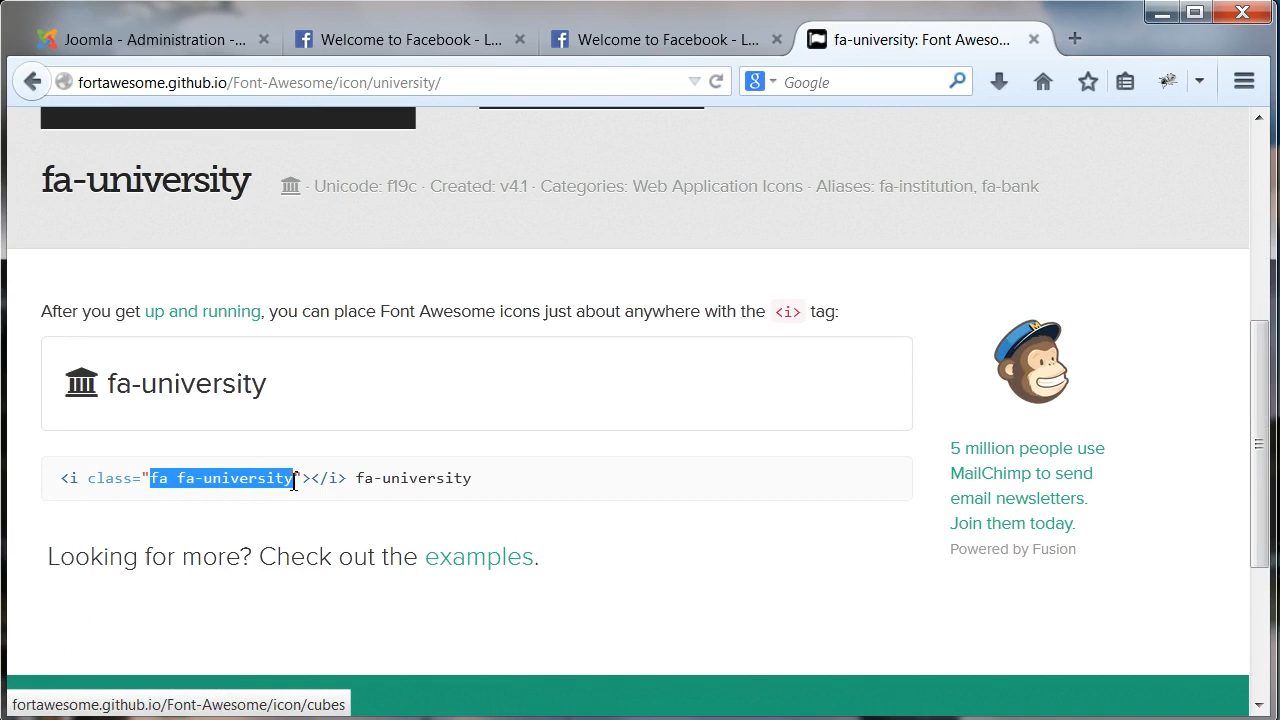 Joomla - Administration -...
Welcome to Facebook - L...
Welcome to Facebook - L...
fa-university: Font Aweso...
fortawesome.github.io/Font-Awesome/icon/university/
Google
fa-university
· Unicode: f19c · Created: v4.1 · Categories: Web Application Icons · Aliases: fa-institution, fa-bank
After you get up and running, you can place Font Awesome icons just about anywhere with the <i> tag:
fa-university
<i class="fa fa-university"></i> fa-university
Looking for more? Check out the examples.
5 million people use
MailChimp to send
email newsletters.
Join them today.
Powered by Fusion
fortawesome.github.io/Font-Awesome/icon/cubes